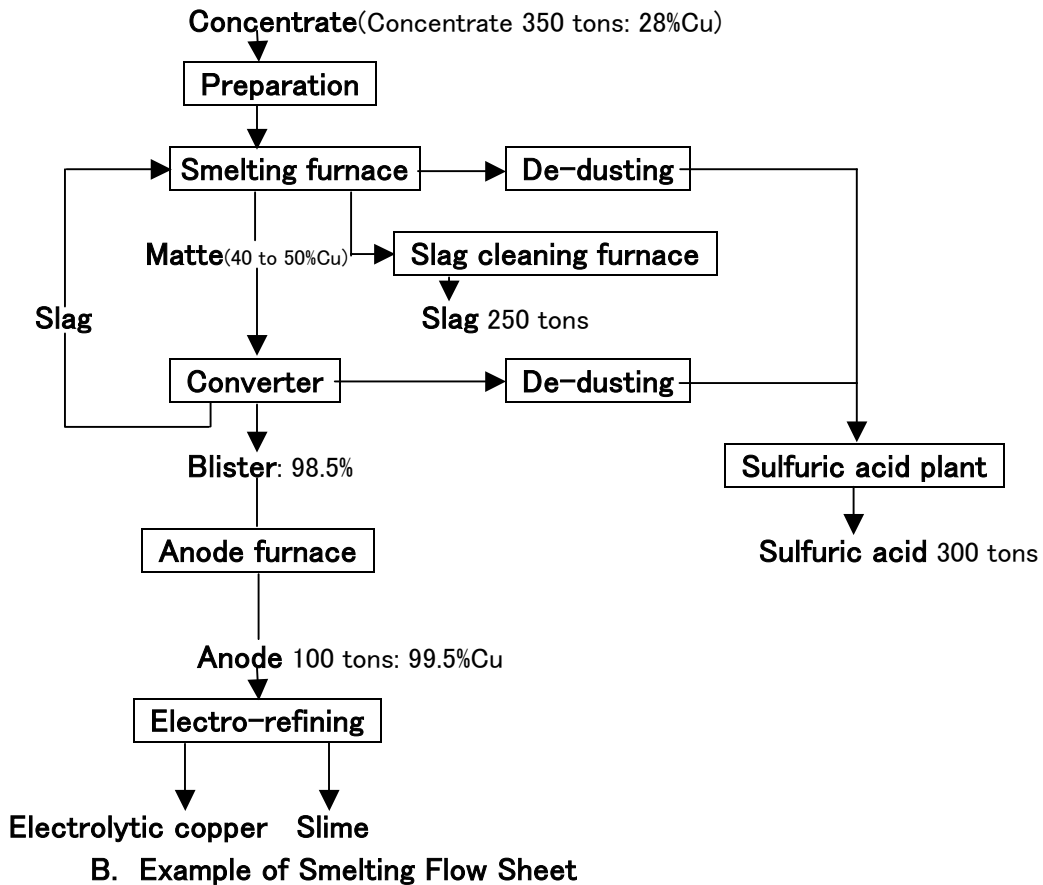 Concentrate(Concentrate 350 tons: 28%Cu)
Preparation
Smelting furnace
De-dusting
Matte(40 to 50%Cu)
Slag cleaning furnace
Slag
Slag 250 tons
Converter
De-dusting
Blister: 98.5%
Sulfuric acid plant
Anode furnace
Sulfuric acid 300 tons
Anode 100 tons: 99.5%Cu
Electro-refining
Electrolytic copper
Slime
B. Example of Smelting Flow Sheet